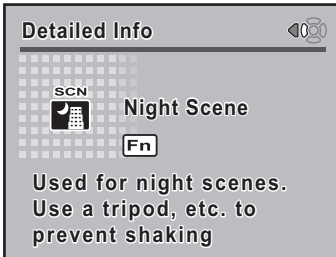 Detailed Info
SCN
Night Scene
Fn
Used for night scenes.
Use a tripod, etc. to
prevent shaking